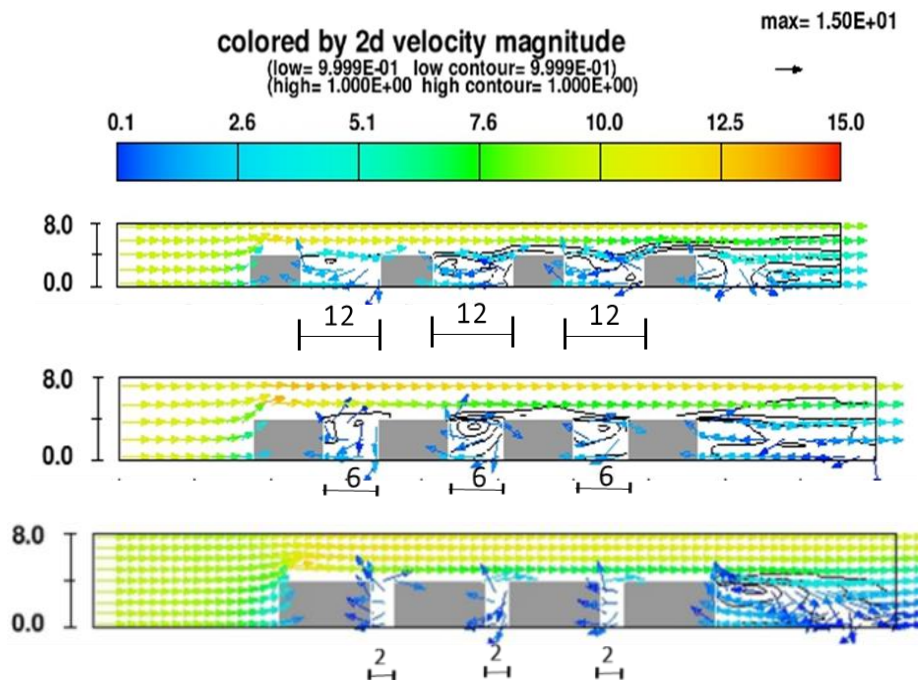 max= 1.50E+01
colored by 2d velocity magnitude
(low= 9.999E-01 low contour= 9.999E-01)
(high= 1.000E+00 high contour= 1.000E+00)
0.1 2.6 5.1 7.6 10.0 12.5 15.0
8.0
0.0
12 12 12
8.0
0.0
6 6 6
8.0
0.0
2 2 2